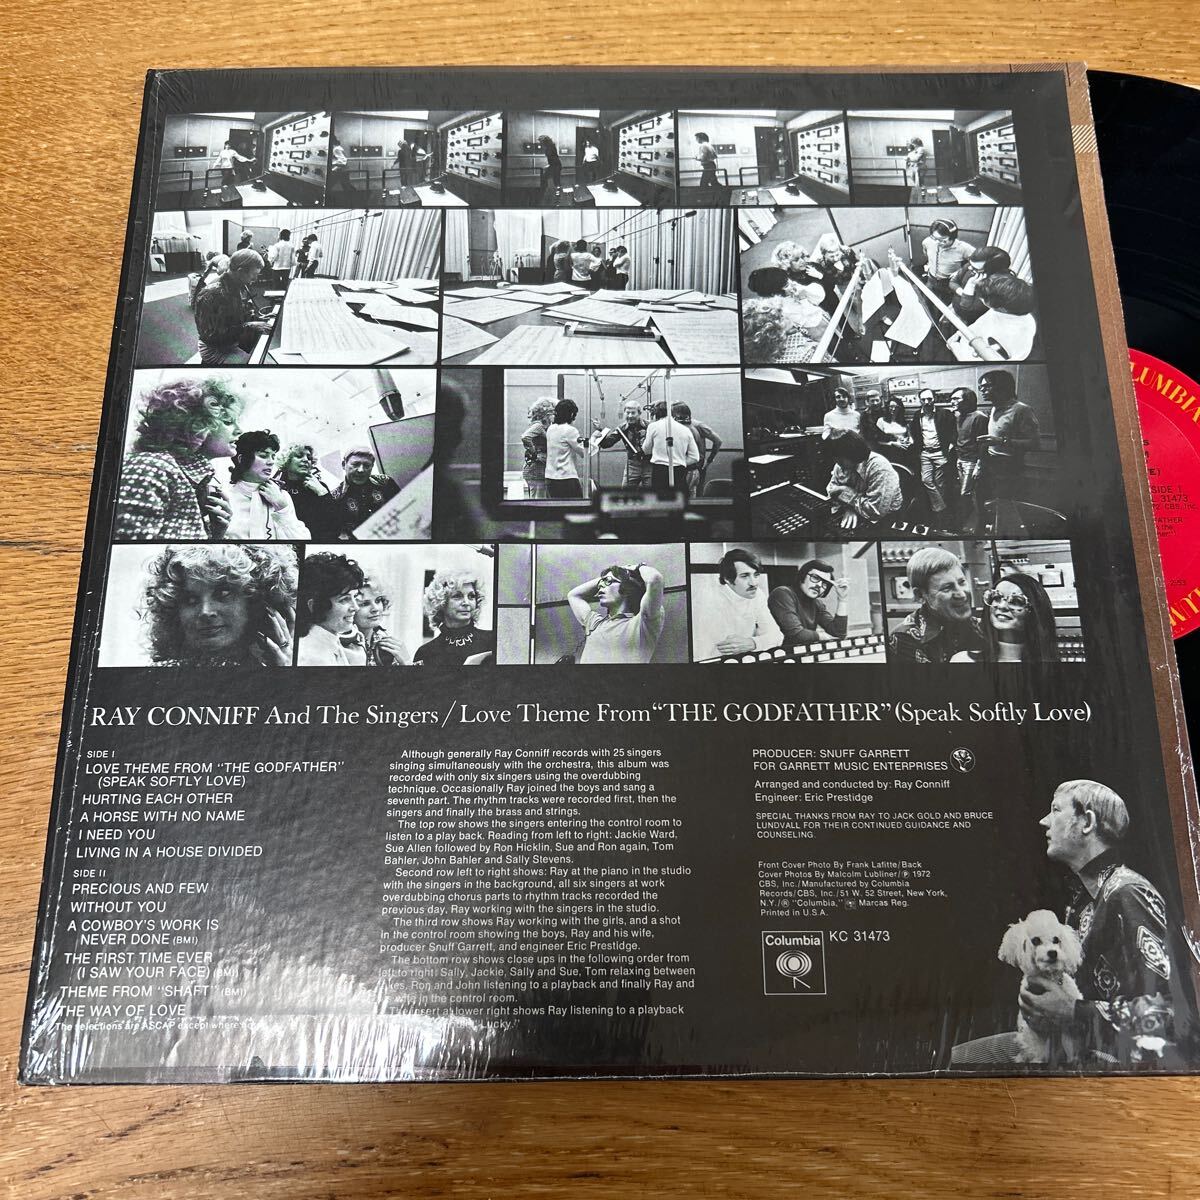 RAY CONNIFF And The Singers/Love Theme From "THE GODFATHER" (Speak Softly Love)
SIDE I
LOVE THEME FROM "THE GODFATHER"
(SPEAK SOFTLY LOVE)
HURTING EACH OTHER
A HORSE WITH NO NAME
I NEED YOU
LIVING IN A HOUSE DIVIDED
SIDE II
PRECIOUS AND FEW
WITHOUT YOU
A COWBOY'S WORK IS
NEVER DONE (BMI)
THE FIRST TIME EVER
(I SAW YOUR FACE) (BMI)
THEME FROM "SHAFT" (BMI)
THE WAY OF LOVE
The selections are ASCAP except where
Although generally Ray Conniff records with 25 singers
singing simultaneously with the orchestra, this album was
recorded with only six singers using the overdubbing
technique. Occasionally Ray joined the boys and sang a
seventh part. The rhythm tracks were recorded first, then the
singers and finally the brass and strings.
The top row shows the singers entering the control room to
listen to a play back. Reading from left to right: Jackie Ward,
Sue Allen followed by Ron Hicklin, Sue and Ron again, Tom
Bahler, John Bahler and Sally Stevens.
Second row left to right shows: Ray at the piano in the studio
with the singers in the background, all six singers at work
overdubbing chorus parts to rhythm tracks recorded the
previous day, Ray working with the singers in the studio.
The third row shows Ray working with the girls, and a shot
in the control room showing the boys, Ray and his wife,
producer Snuff Garrett, and engineer Eric Prestidge.
The bottom row shows close ups in the following order from
left to right: Sally, Jackie, Sally and Sue, Tom relaxing between
takes, Ron and John listening to a playback and finally Ray and
his wife in the control room.
The insert at lower right shows Ray listening to a playback
"Lucky."
PRODUCER: SNUFF GARRETT
FOR GARRETT MUSIC ENTERPRISES
Arranged and conducted by: Ray Conniff
Engineer: Eric Prestidge
SPECIAL THANKS FROM RAY TO JACK GOLD AND BRUCE
LUNDVALL FOR THEIR CONTINUED GUIDANCE AND
COUNSELING.
Front Cover Photo By Frank Lafitte/Back
Cover Photos By Malcolm Lubliner/℗ 1972
CBS, Inc./Manufactured by Columbia
Records/CBS, Inc./51 W. 52 Street, New York,
N.Y./® "Columbia," Marcas Reg.
Printed in U.S.A.
Columbia
KC 31473
SIDE 1
31473
CBS, Inc.
2:53